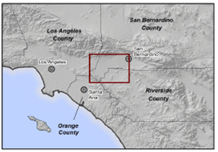 San Bernardino
County
Los Angeles
County
San
Bernardino
Los Angeles
Santa
Ana
Riverside
County
Orange
County